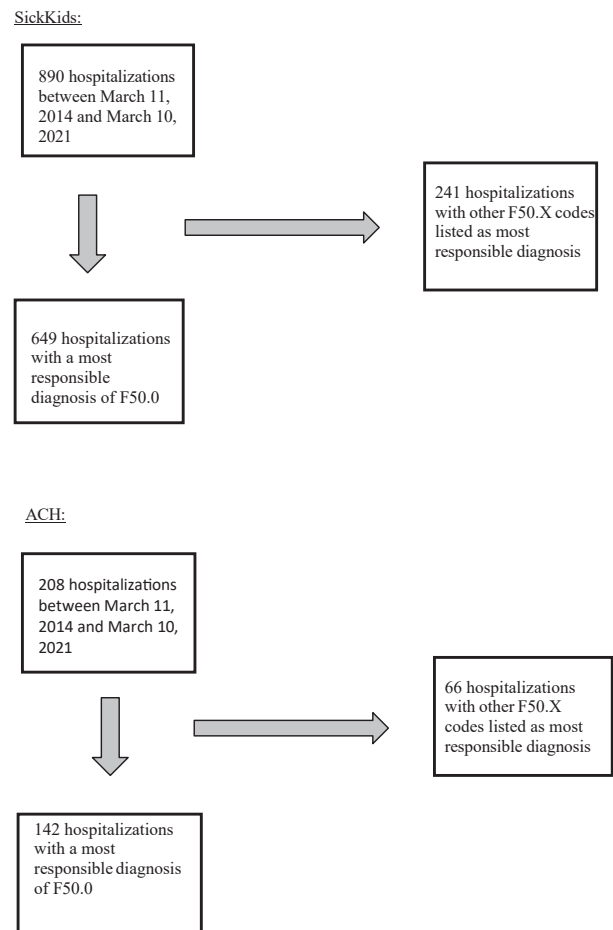 SickKids:
890 hospitalizations
between March 11,
2014 and March 10,
2021
241 hospitalizations
with other F50.X codes
listed as most
responsible diagnosis
649 hospitalizations
with a most
responsible
diagnosis of F50.0
ACH:
208 hospitalizations
between March 11,
2014 and March 10,
2021
66 hospitalizations
with other F50.X
codes listed as most
responsible diagnosis
142 hospitalizations
with a most
responsible diagnosis
of F50.0